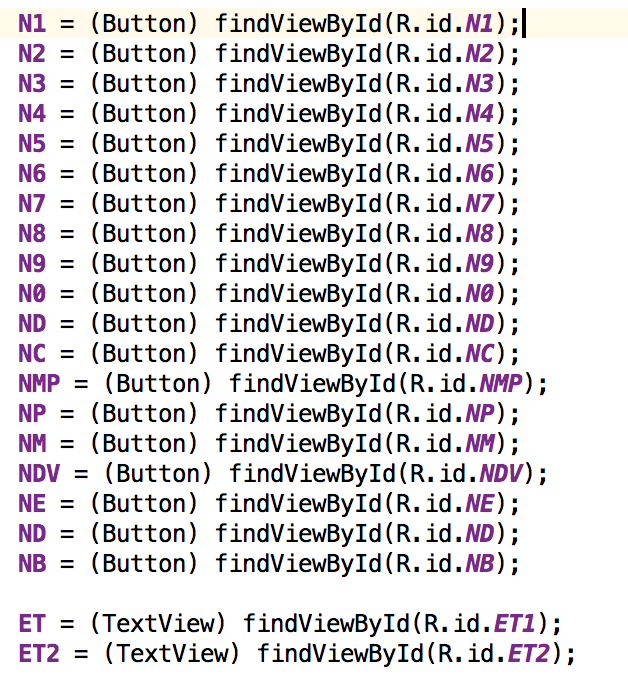 N1 = (Button) findViewById(R.id.N1);
N2 = (Button) findViewById(R.id.N2);
N3 = (Button) findViewById(R.id.N3);
N4 = (Button) findViewById(R.id.N4);
N5 = (Button) findViewById(R.id.N5);
N6 = (Button) findViewById(R.id.N6);
N7 = (Button) findViewById(R.id.N7);
N8 = (Button) findViewById(R.id.N8);
N9 = (Button) findViewById(R.id.N9);
N0 = (Button) findViewById(R.id.N0);
ND = (Button) findViewById(R.id.ND);
NC = (Button) findViewById(R.id.NC);
NMP = (Button) findViewById(R.id.NMP);
NP = (Button) findViewById(R.id.NP);
NM = (Button) findViewById(R.id.NM);
NDV = (Button) findViewById(R.id.NDV);
NE = (Button) findViewById(R.id.NE);
ND = (Button) findViewById(R.id.ND);
NB = (Button) findViewById(R.id.NB);
ET = (TextView) findViewById(R.id.ET1);
ET2 = (TextView) findViewById(R.id.ET2);